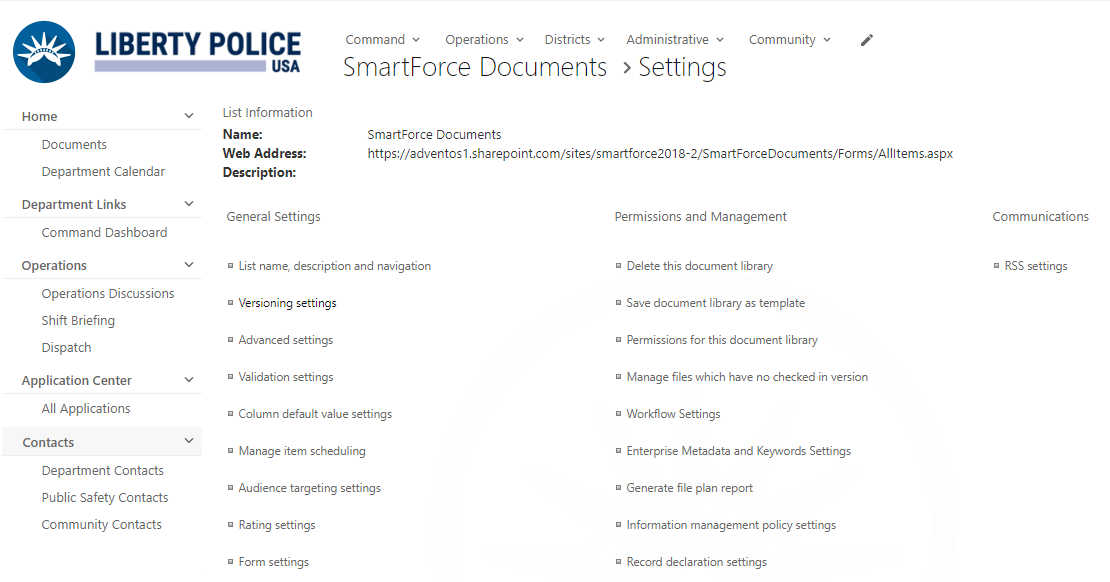 LIBERTY POLICE
USA
Command Operations Districts Administrative Community
SmartForce Documents > Settings
Home
Documents
Department Calendar
Department Links
Command Dashboard
Operations
Operations Discussions
Shift Briefing
Dispatch
Application Center
All Applications
Contacts
Department Contacts
Public Safety Contacts
Community Contacts
List Information
Name: SmartForce Documents
Web Address: https://adventos1.sharepoint.com/sites/smartforce2018-2/SmartForceDocuments/Forms/AllItems.aspx
Description:
General Settings
List name, description and navigation
Versioning settings
Advanced settings
Validation settings
Column default value settings
Manage item scheduling
Audience targeting settings
Rating settings
Form settings
Permissions and Management
Delete this document library
Save document library as template
Permissions for this document library
Manage files which have no checked in version
Workflow Settings
Enterprise Metadata and Keywords Settings
Generate file plan report
Information management policy settings
Record declaration settings
Communications
RSS settings